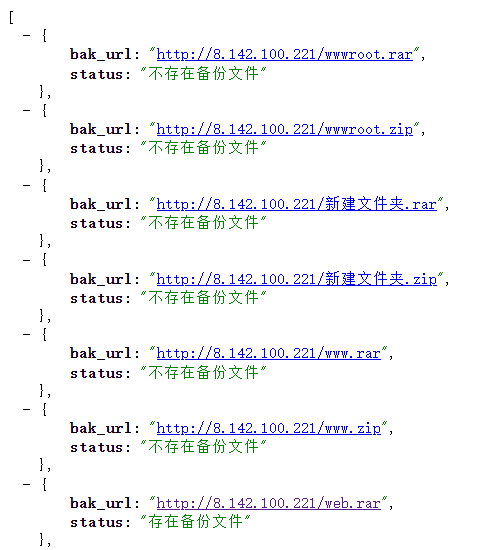 [
- {
bak_url: "http://8.142.100.221/wwwroot.rar",
status: "不存在备份文件"
},
- {
bak_url: "http://8.142.100.221/wwwroot.zip",
status: "不存在备份文件"
},
- {
bak_url: "http://8.142.100.221/新建文件夹.rar",
status: "不存在备份文件"
},
- {
bak_url: "http://8.142.100.221/新建文件夹.zip",
status: "不存在备份文件"
},
- {
bak_url: "http://8.142.100.221/www.rar",
status: "不存在备份文件"
},
- {
bak_url: "http://8.142.100.221/www.zip",
status: "不存在备份文件"
},
- {
bak_url: "http://8.142.100.221/web.rar",
status: "存在备份文件"
},